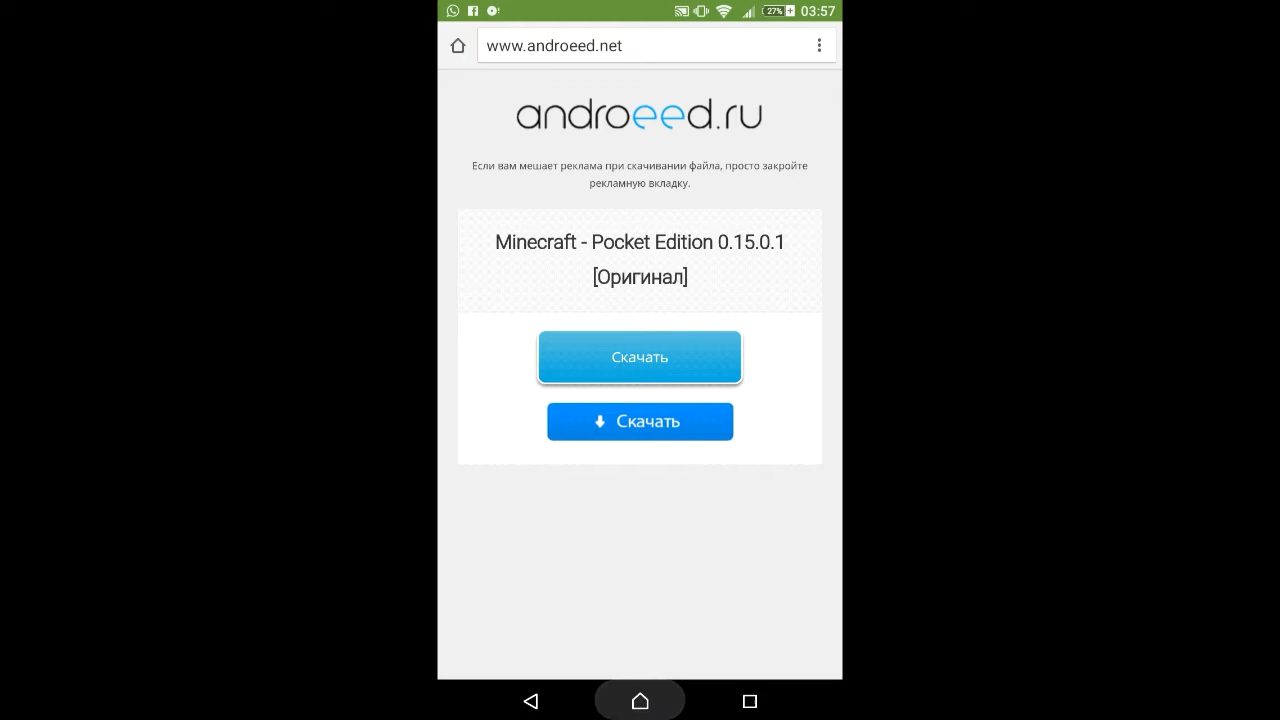 27% 03:57
www.androeed.net
androeed.ru
Если вам мешает реклама при скачивании файла, просто закройте
рекламную вкладку.
Minecraft - Pocket Edition 0.15.0.1
[Оригинал]
Скачать
Скачать